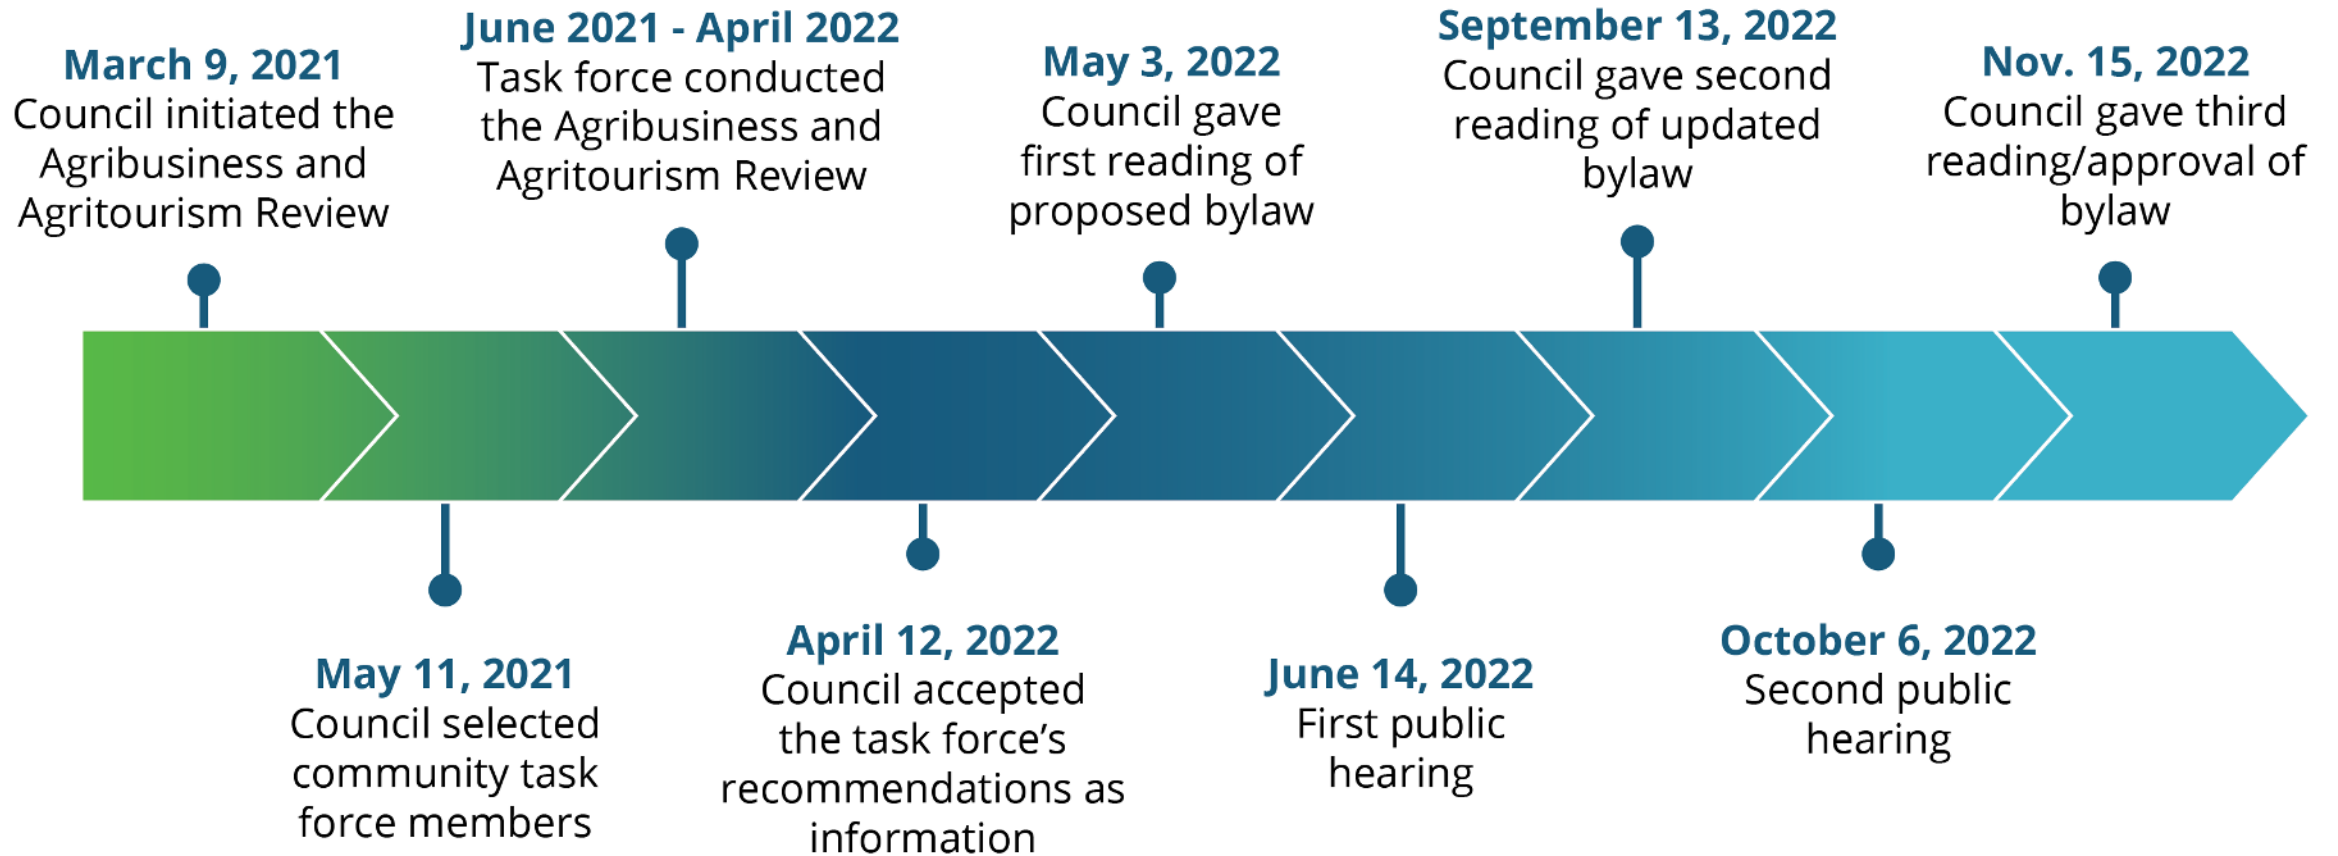 March 9, 2021
Council initiated the
Agribusiness and
Agritourism Review
May 11, 2021
Council selected
community task
force members
June 2021 - April 2022
Task force conducted
the Agribusiness and
Agritourism Review
April 12, 2022
Council accepted
the task force’s
recommendations as
information
May 3, 2022
Council gave
first reading of
proposed bylaw
June 14, 2022
First public
hearing
September 13, 2022
Council gave second
reading of updated
bylaw
October 6, 2022
Second public
hearing
Nov. 15, 2022
Council gave third
reading/approval of
bylaw